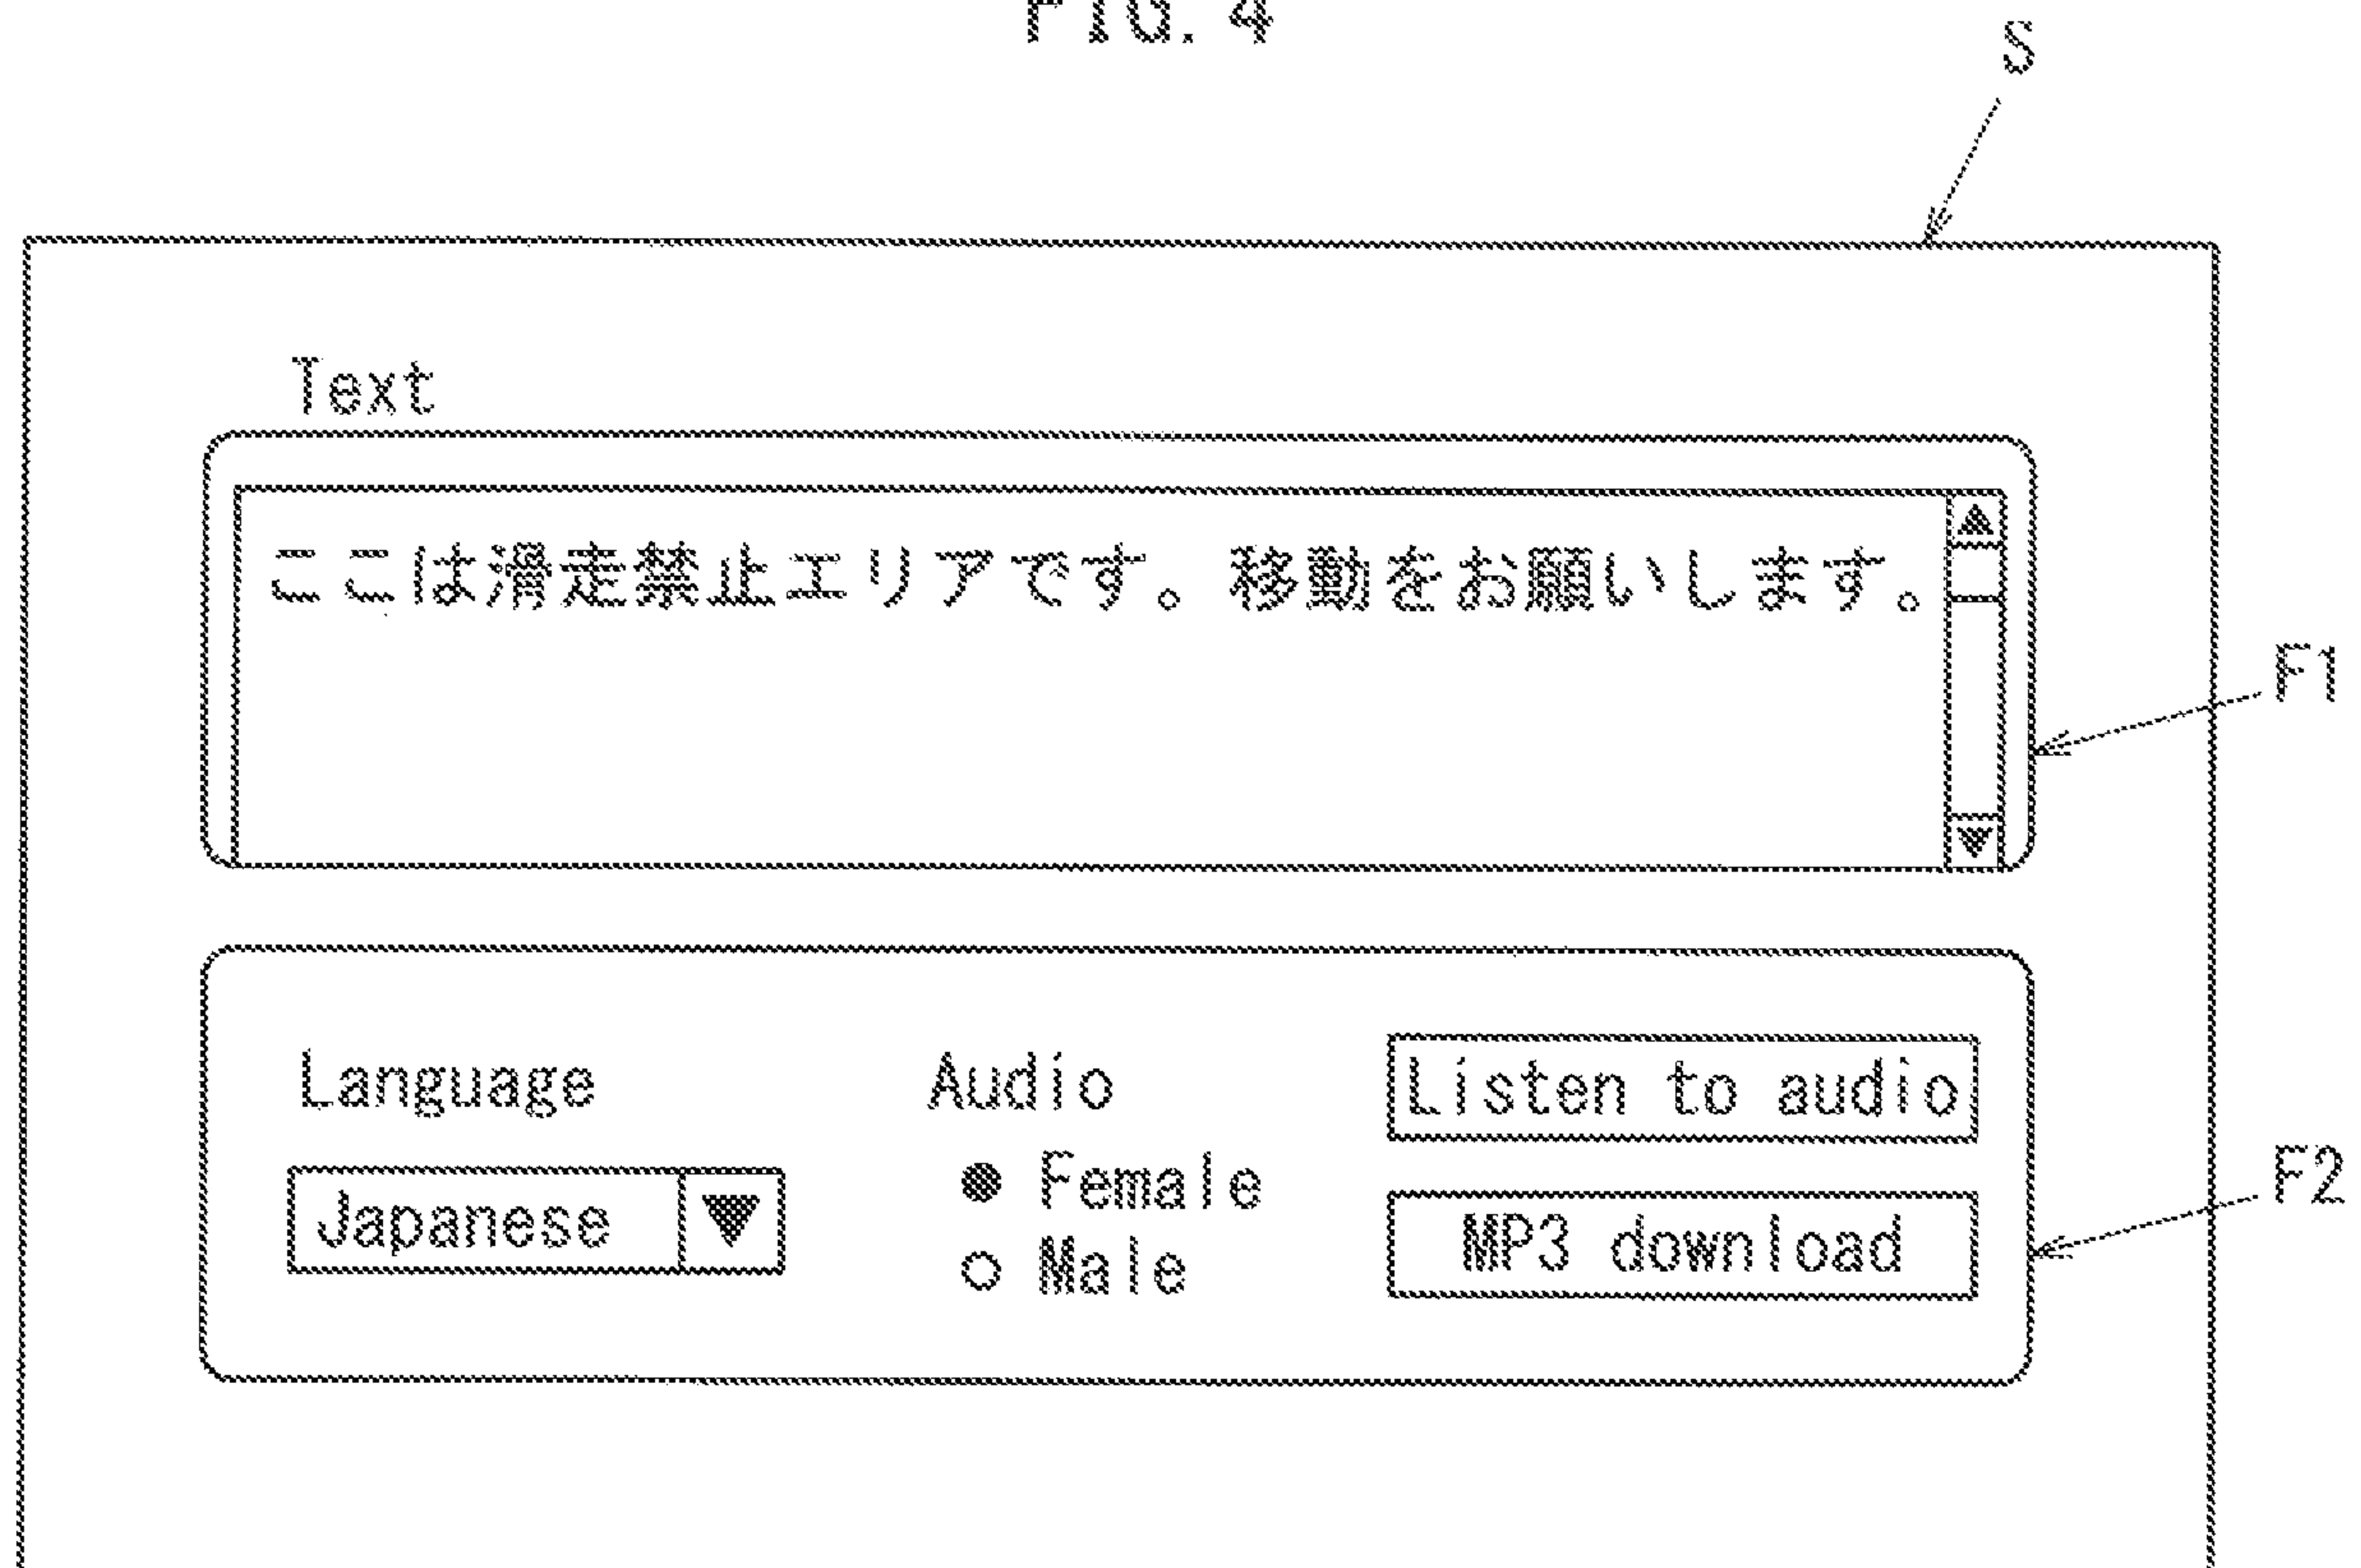 FIG. 4
S
Text
ここは滑走禁止エリアです。移動をお願いします。
F1
Language
Audio
Listen to audio
Japanese
Female
Male
MP3 download
F2